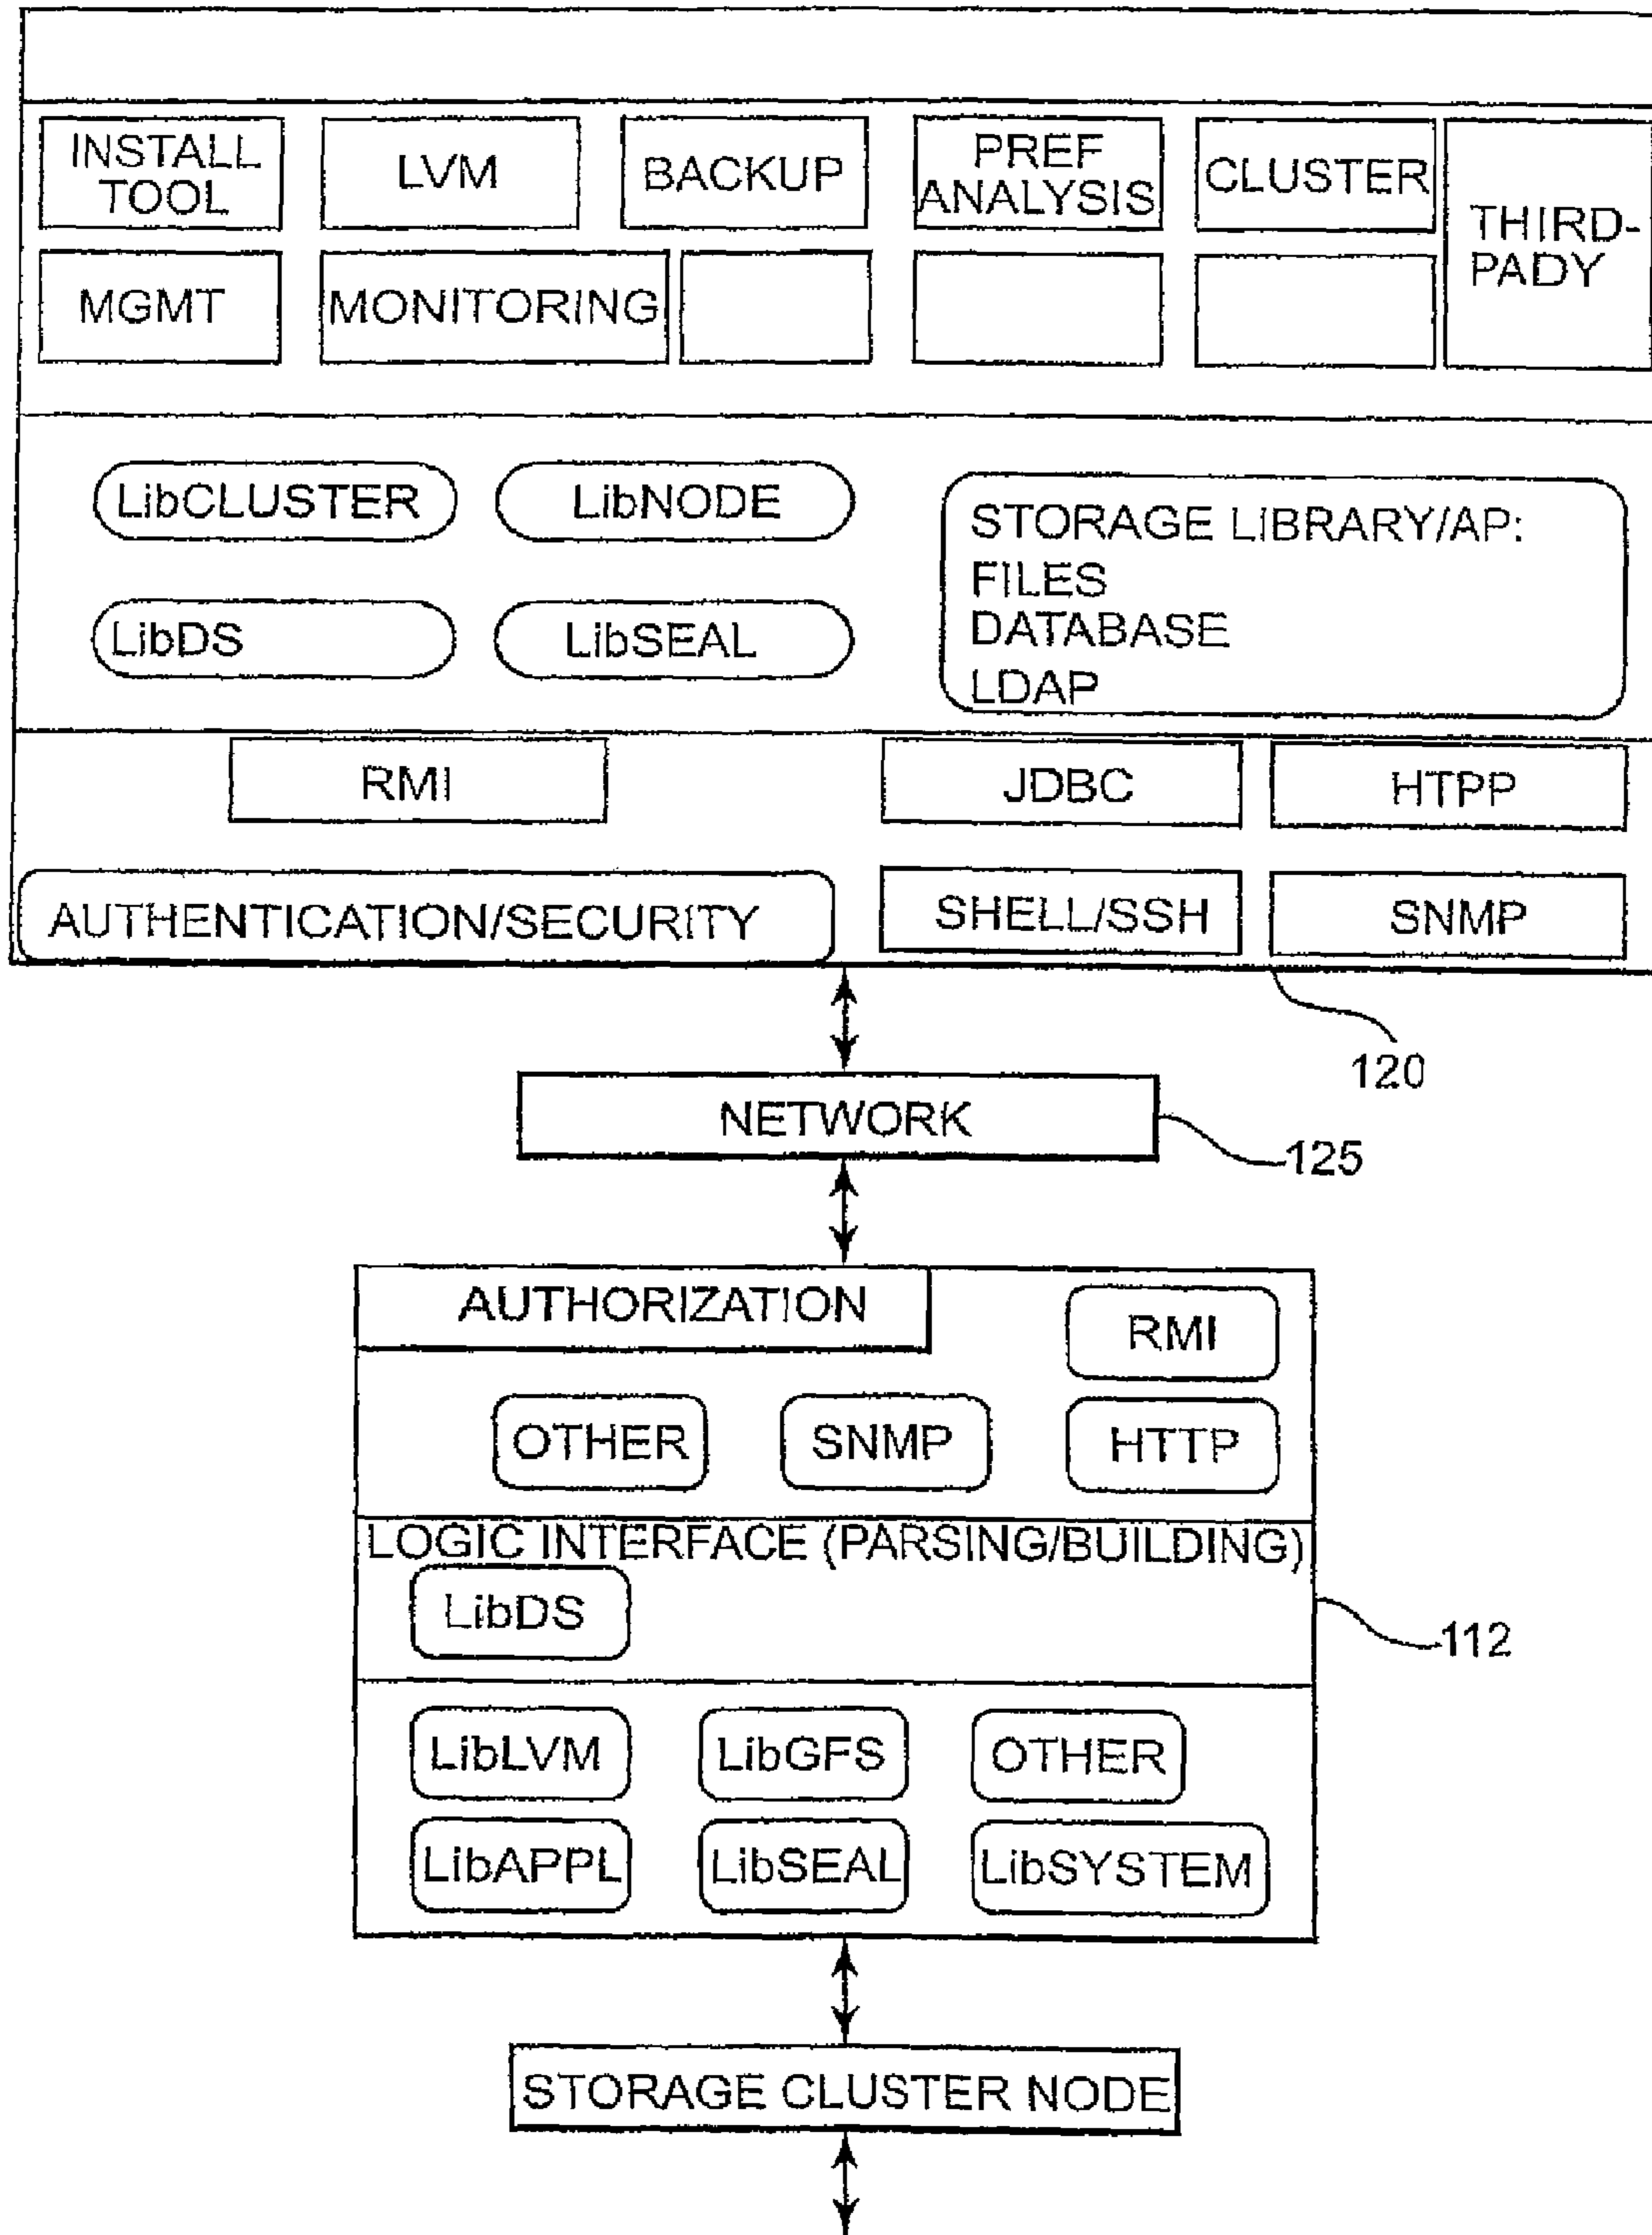 INSTALL
TOOL
LVM
BACKUP
PREF
ANALYSIS
CLUSTER
THIRD-
PADY
MGMT
MONITORING
LibCLUSTER
LibNODE
LibDS
LibSEAL
STORAGE LIBRARY/AP:
FILES
DATABASE
LDAP
RMI
JDBC
HTPP
AUTHENTICATION/SECURITY
SHELL/SSH
SNMP
120
NETWORK
125
AUTHORIZATION
RMI
OTHER
SNMP
HTTP
LOGIC INTERFACE (PARSING/BUILDING)
LibDS
112
LibLVM
LibGFS
OTHER
LibAPPL
LibSEAL
LibSYSTEM
STORAGE CLUSTER NODE